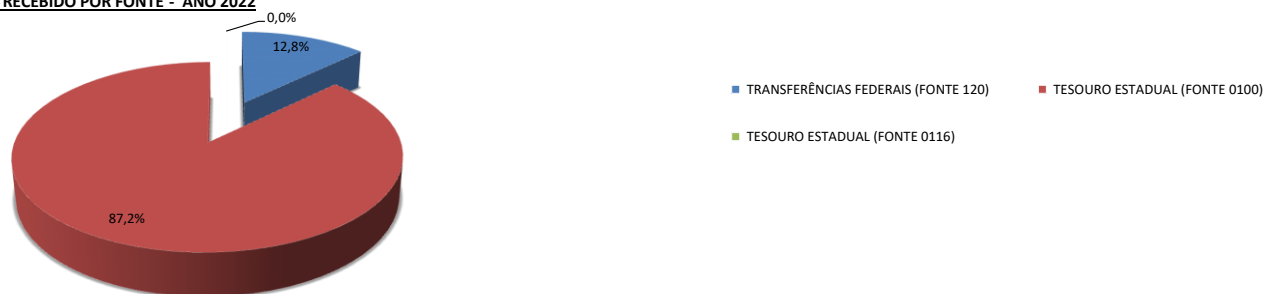 RECEBIDO POR FONTE - ANO 2022
0,0%
12,8%
87,2%
TRANSFERÊNCIAS FEDERAIS (FONTE 120)
TESOURO ESTADUAL (FONTE 0100)
TESOURO ESTADUAL (FONTE 0116)